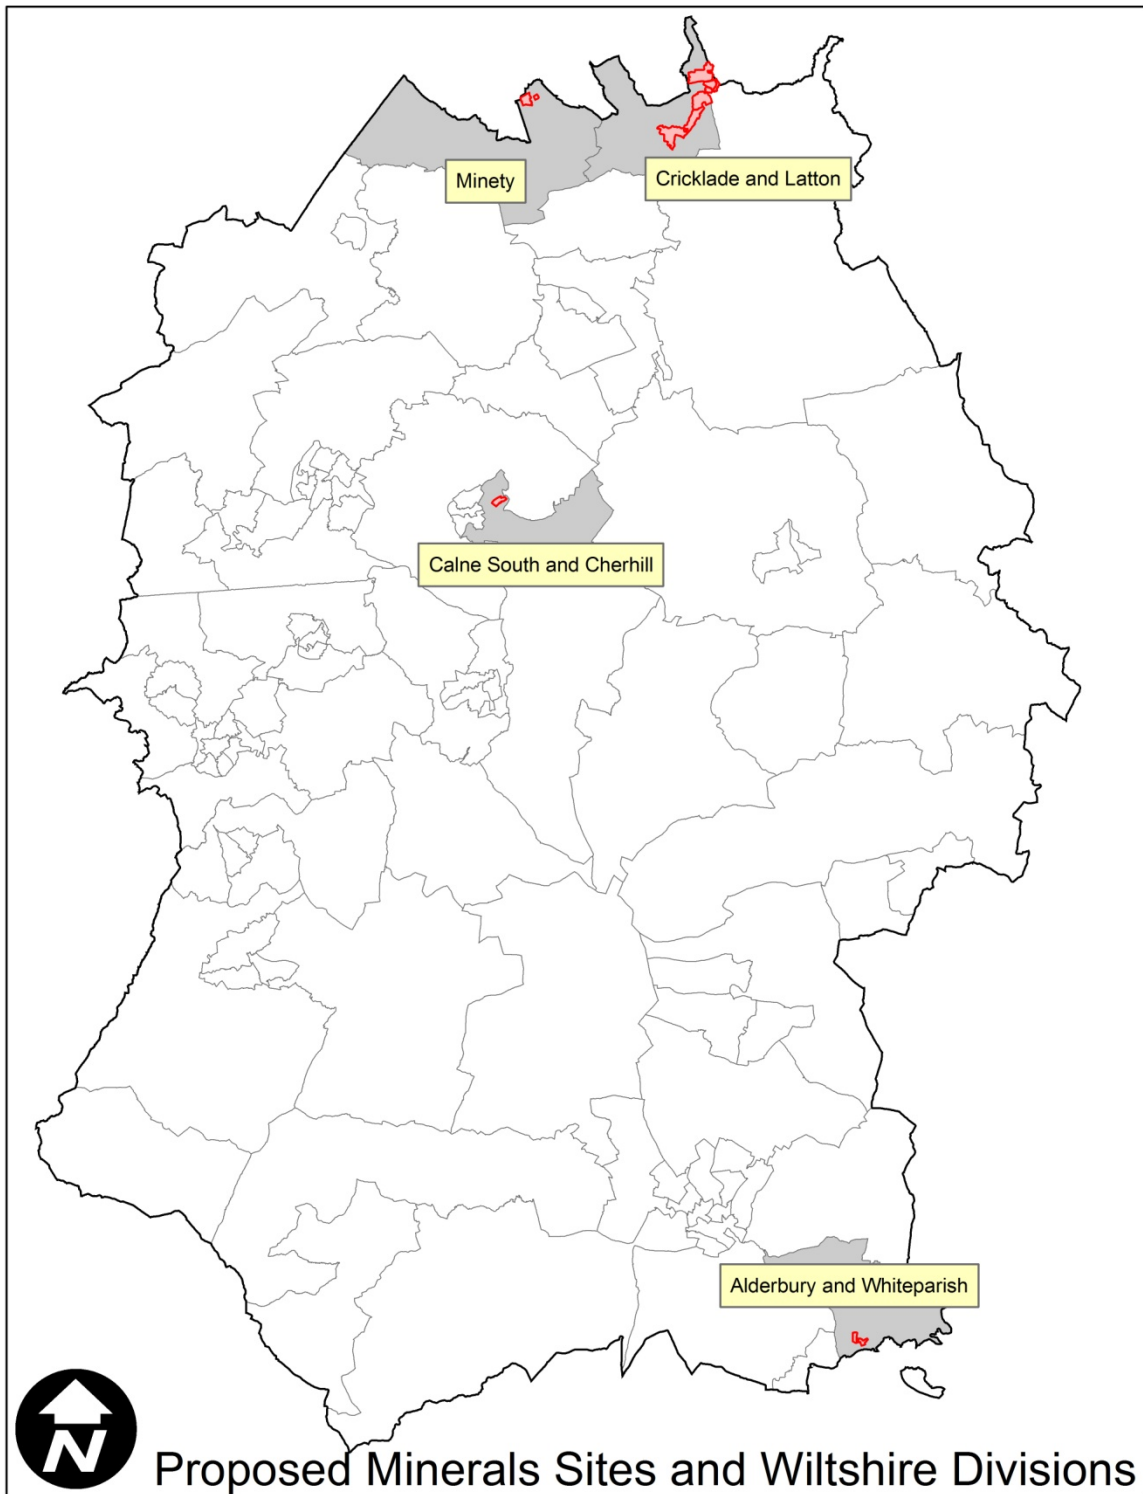 Minety
Cricklade and Latton
Calne South and Cherhill
Alderbury and Whiteparish
N
Proposed Minerals Sites and Wiltshire Divisions